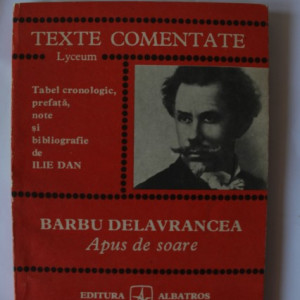 TEXTE COMENTATE
Lyceum
Tabel cronologic,
prefață,
note
și
bibliografie
de
ILIE DAN
BARBU DELAVRANCEA
Apus de soare
EDITURA ALBATROS